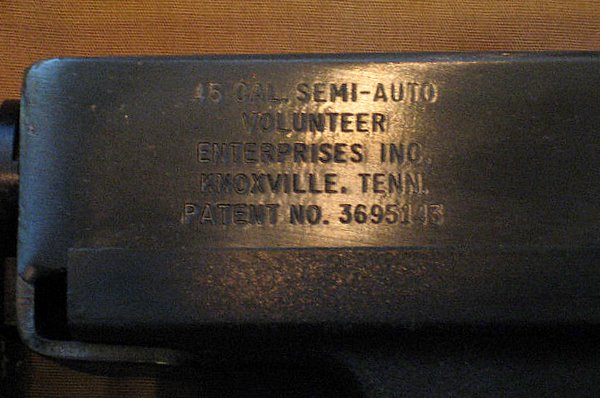 45 CAL. SEMI-AUTO
VOLUNTEER
ENTERPRISES INC.
KNOXVILLE. TENN.
PATENT NO. 3695143